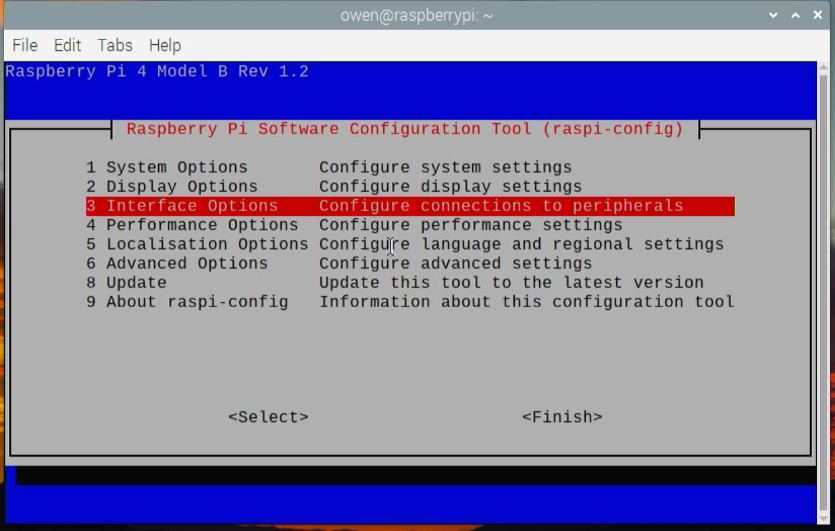 owen@raspberrypi: ~
File Edit Tabs Help
Raspberry Pi 4 Model B Rev 1.2
Raspberry Pi Software Configuration Tool (raspi-config)
1 System Options Configure system settings
2 Display Options Configure display settings
3 Interface Options Configure connections to peripherals
4 Performance Options Configure performance settings
5 Localisation Options Configure language and regional settings
6 Advanced Options Configure advanced settings
8 Update Update this tool to the latest version
9 About raspi-config Information about this configuration tool
<Select> <Finish>